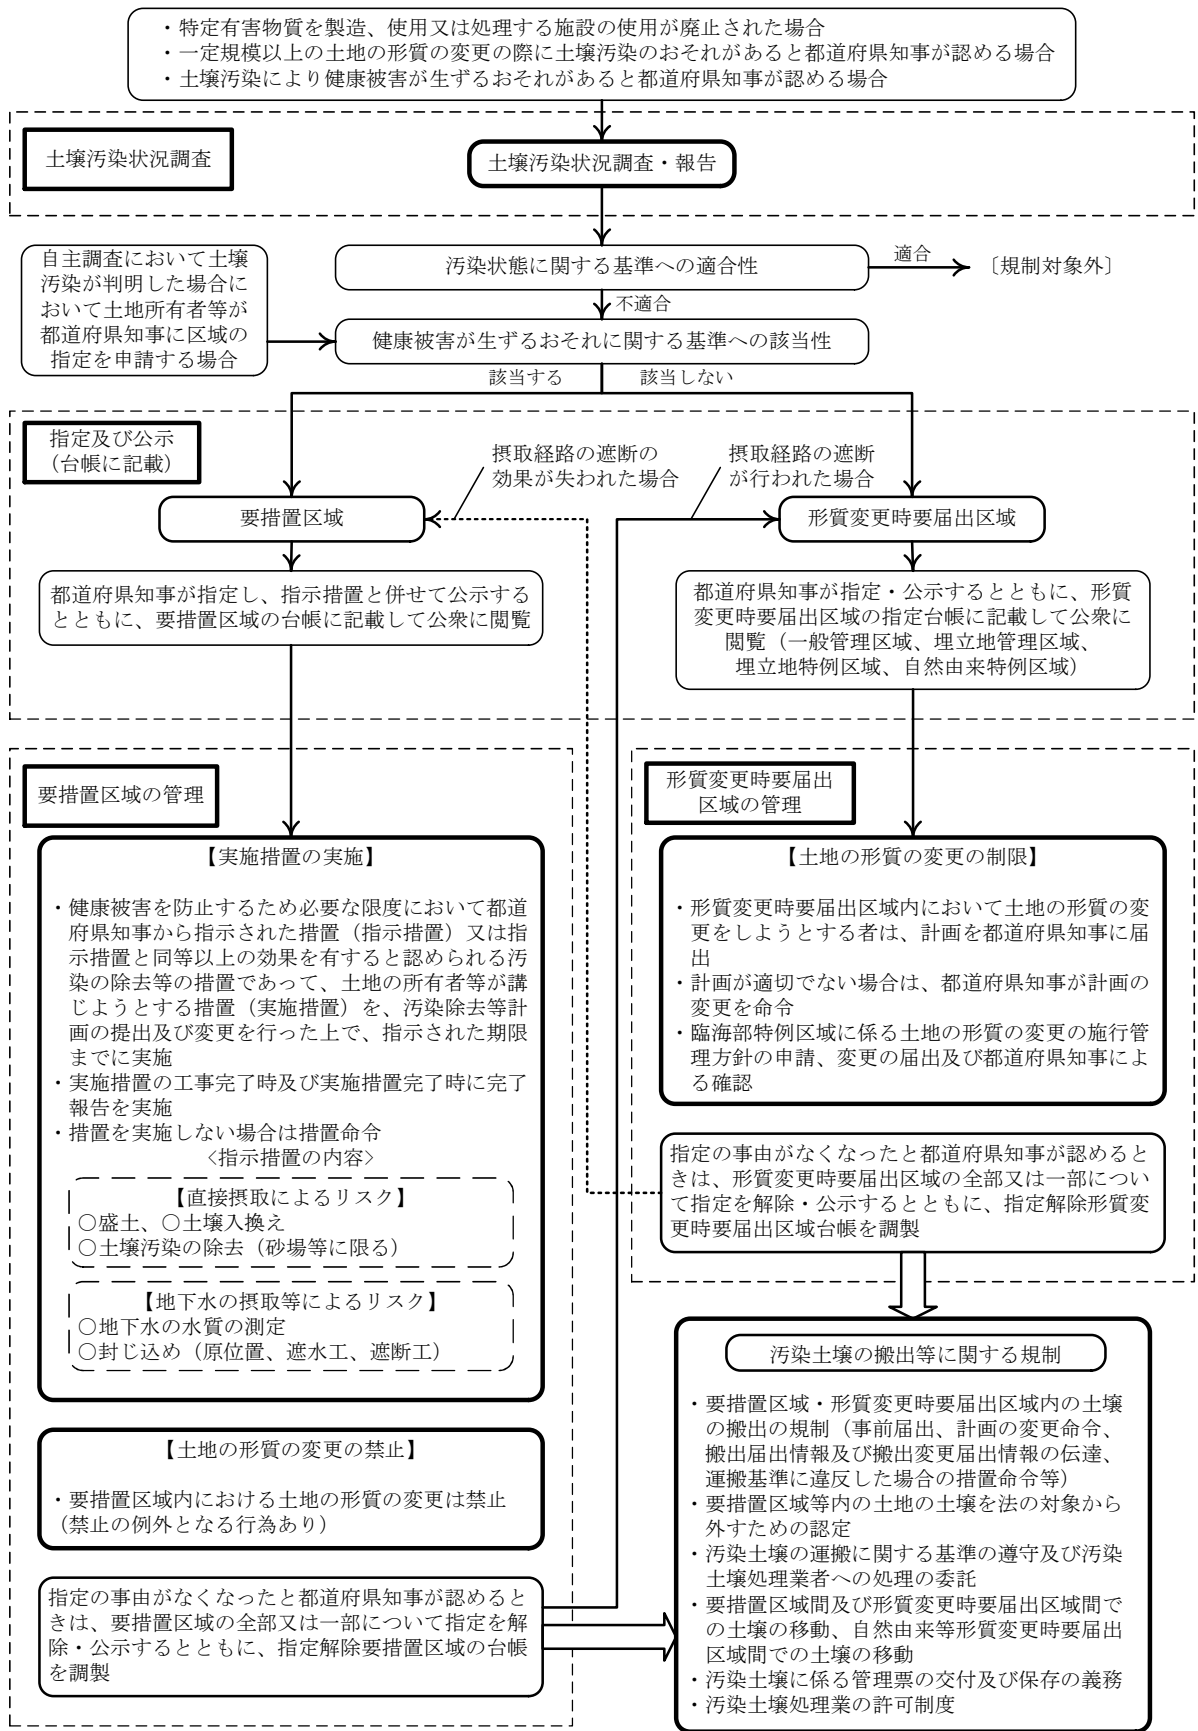 ・特定有害物質を製造、使用又は処理する施設の使用が廃止された場合
・一定規模以上の土地の形質の変更の際に土壌汚染のおそれがあると都道府県知事が認める場合
・土壌汚染により健康被害が生ずるおそれがあると都道府県知事が認める場合
土壌汚染状況調査
土壌汚染状況調査・報告
自主調査において土壌
汚染が判明した場合に
おいて土地所有者等が
都道府県知事に区域の
指定を申請する場合
汚染状態に関する基準への適合性
適合
〔規制対象外〕
不適合
健康被害が生ずるおそれに関する基準への該当性
該当する
該当しない
指定及び公示
（台帳に記載）
摂取経路の遮断の
効果が失われた場合
摂取経路の遮断
が行われた場合
要措置区域
形質変更時要届出区域
都道府県知事が指定し、指示措置と併せて公示する
とともに、要措置区域の台帳に記載して公衆に閲覧
都道府県知事が指定・公示するとともに、形質
変更時要届出区域の指定台帳に記載して公衆に
閲覧（一般管理区域、埋立地管理区域、
埋立地特例区域、自然由来特例区域）
要措置区域の管理
【実施措置の実施】
・健康被害を防止するため必要な限度において都道
府県知事から指示された措置（指示措置）又は指
示措置と同等以上の効果を有すると認められる汚
染の除去等の措置であって、土地の所有者等が講
じようとする措置（実施措置）を、汚染除去等計
画の提出及び変更を行った上で、指示された期限
までに実施
・実施措置の工事完了時及び実施措置完了時に完了
報告を実施
・措置を実施しない場合は措置命令
＜指示措置の内容＞
【直接摂取によるリスク】
○盛土、○土壌入換え
○土壌汚染の除去（砂場等に限る）
【地下水の摂取等によるリスク】
○地下水の水質の測定
○封じ込め（原位置、遮水工、遮断工）
【土地の形質の変更の禁止】
・要措置区域内における土地の形質の変更は禁止
（禁止の例外となる行為あり）
指定の事由がなくなったと都道府県知事が認めると
きは、要措置区域の全部又は一部について指定を解
除・公示するとともに、指定解除要措置区域の台帳
を調製
形質変更時要届出
区域の管理
【土地の形質の変更の制限】
・形質変更時要届出区域内において土地の形質の変
更をしようとする者は、計画を都道府県知事に届
出
・計画が適切でない場合は、都道府県知事が計画の
変更を命令
・臨海部特例区域に係る土地の形質の変更の施行管
理方針の申請、変更の届出及び都道府県知事によ
る確認
指定の事由がなくなったと都道府県知事が認めると
きは、形質変更時要届出区域の全部又は一部につい
て指定を解除・公示するとともに、指定解除形質変
更時要届出区域台帳を調製
汚染土壌の搬出等に関する規制
・要措置区域・形質変更時要届出区域内の土壌
の搬出の規制（事前届出、計画の変更命令、
搬出届出情報及び搬出変更届出情報の伝達、
運搬基準に違反した場合の措置命令等）
・要措置区域等内の土地の土壌を法の対象から
外すための認定
・汚染土壌の運搬に関する基準の遵守及び汚染
土壌処理業者への処理の委託
・要措置区域間及び形質変更時要届出区域間で
の土壌の移動、自然由来等形質変更時要届出
区域間での土壌の移動
・汚染土壌に係る管理票の交付及び保存の義務
・汚染土壌処理業の許可制度